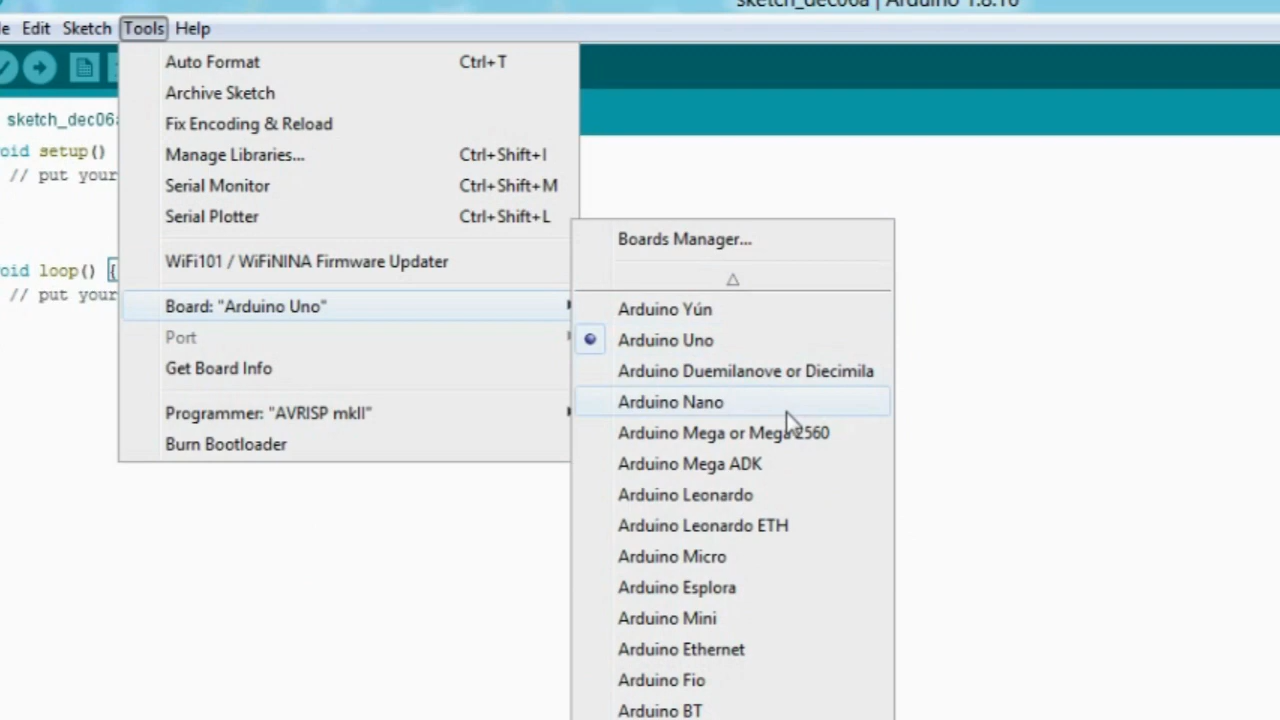 sketch_dec06a | Arduino 1.8.10
Edit Sketch Tools Help
Auto Format Ctrl+T
Archive Sketch
Fix Encoding & Reload
Manage Libraries... Ctrl+Shift+I
Serial Monitor Ctrl+Shift+M
Serial Plotter Ctrl+Shift+L
WiFi101 / WiFiNINA Firmware Updater
Board: "Arduino Uno"
Port
Get Board Info
Programmer: "AVRISP mkII"
Burn Bootloader
sketch_dec06a
oid setup()
// put your
oid loop() {
// put your
Boards Manager...
Arduino Yún
Arduino Uno
Arduino Duemilanove or Diecimila
Arduino Nano
Arduino Mega or Mega 2560
Arduino Mega ADK
Arduino Leonardo
Arduino Leonardo ETH
Arduino Micro
Arduino Esplora
Arduino Mini
Arduino Ethernet
Arduino Fio
Arduino BT